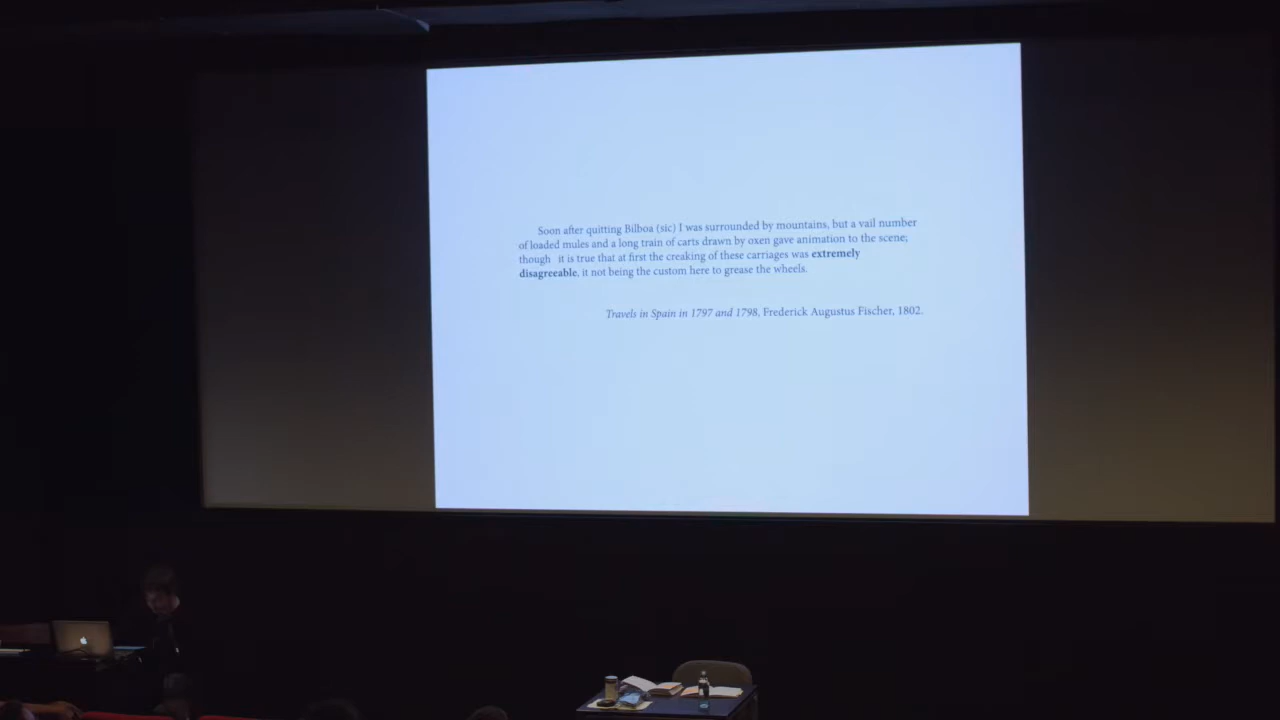 Soon after quitting Bilboa (sic) I was surrounded by mountains, but a vail number
of loaded mules and a long train of carts drawn by oxen gave animation to the scene;
though it is true that at first the creaking of these carriages was extremely
disagreeable, it not being the custom here to grease the wheels.
Travels in Spain in 1797 and 1798, Frederick Augustus Fischer, 1802.